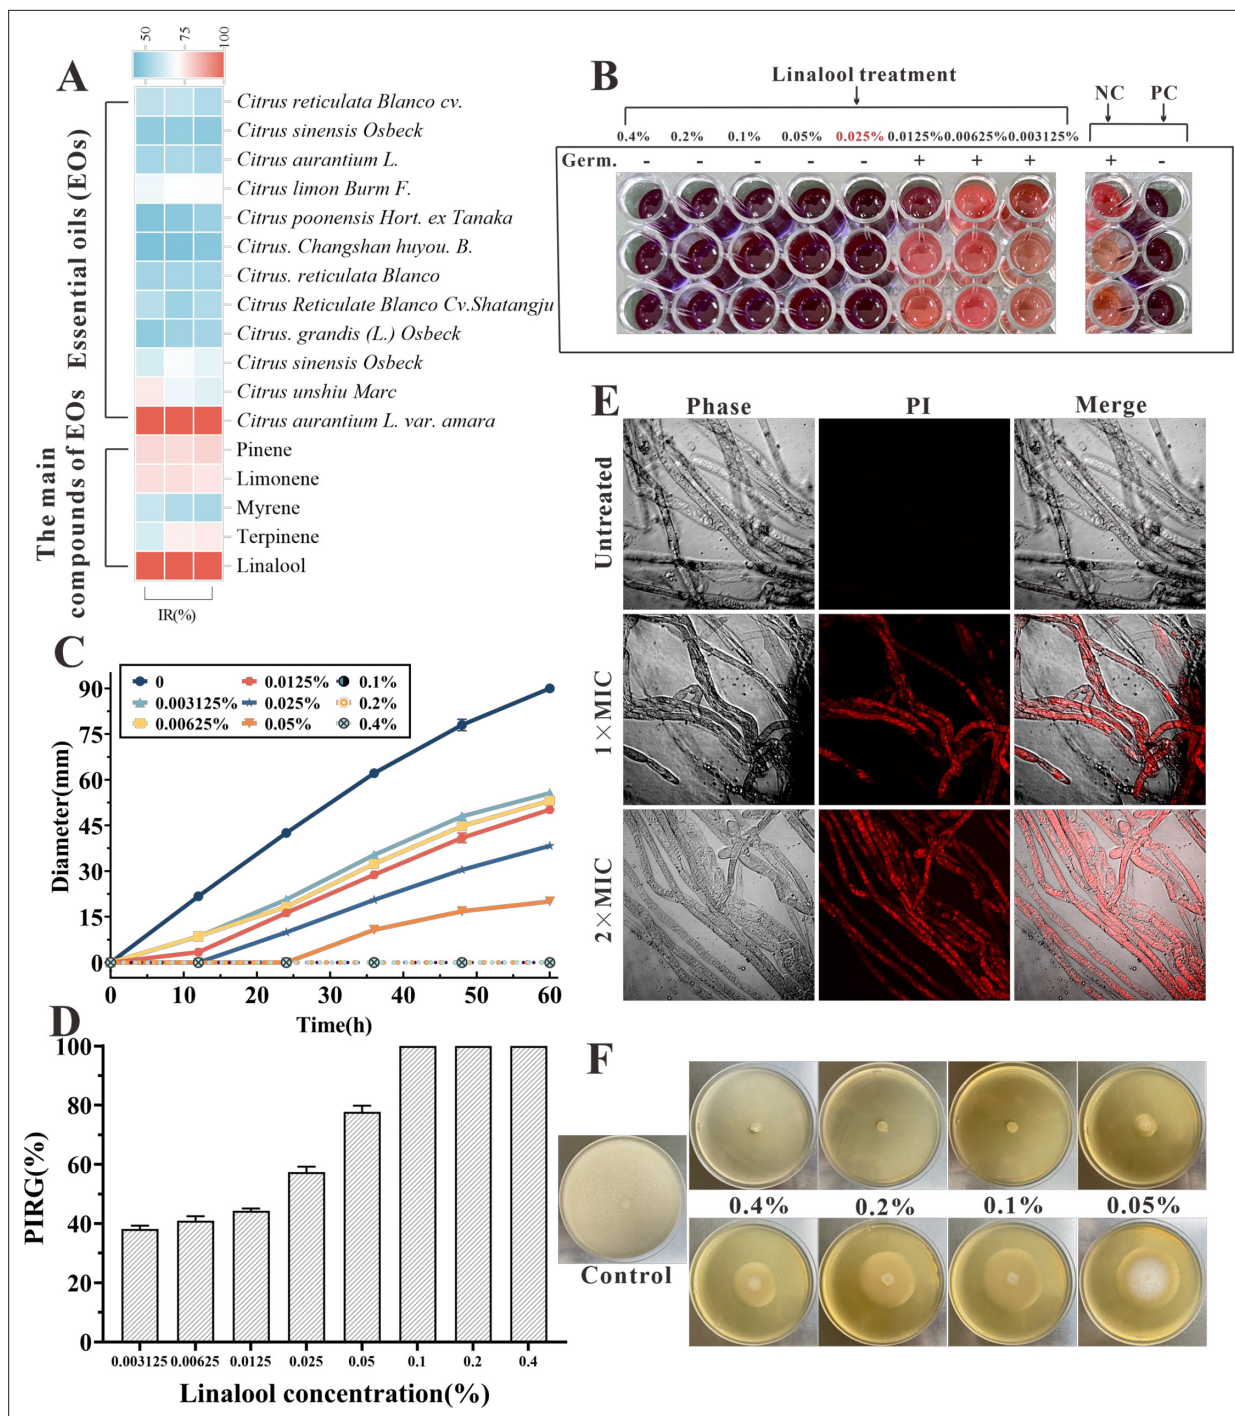 A
50 75 100
Essential oils (EOs)
Citrus reticulata Blanco cv.
Citrus sinensis Osbeck
Citrus aurantium L.
Citrus limon Burm F.
Citrus poonensis Hort. ex Tanaka
Citrus. Changshan huyou. B.
Citrus. reticulata Blanco
Citrus Reticulate Blanco Cv.Shatangju
Citrus. grandis (L.) Osbeck
Citrus sinensis Osbeck
Citrus unshiu Marc
Citrus aurantium L. var. amara
The main
compounds of EOs
Pinene
Limonene
Myrene
Terpinene
Linalool
IR(%)
B
Linalool treatment
NC PC
0.4% 0.2% 0.1% 0.05% 0.025% 0.0125% 0.00625% 0.003125%
Germ. - - - - - + + + + -
C
0 0.0125% 0.1%
0.003125% 0.025% 0.2%
0.00625% 0.05% 0.4%
Diameter(mm)
90
75
60
45
30
15
0
0 10 20 30 40 50 60
Time(h)
D
PIRG(%)
100
80
60
40
20
0
0.003125 0.00625 0.0125 0.025 0.05 0.1 0.2 0.4
Linalool concentration(%)
E
Phase PI Merge
Untreated
1×MIC
2×MIC
F
0.4% 0.2% 0.1% 0.05%
Control